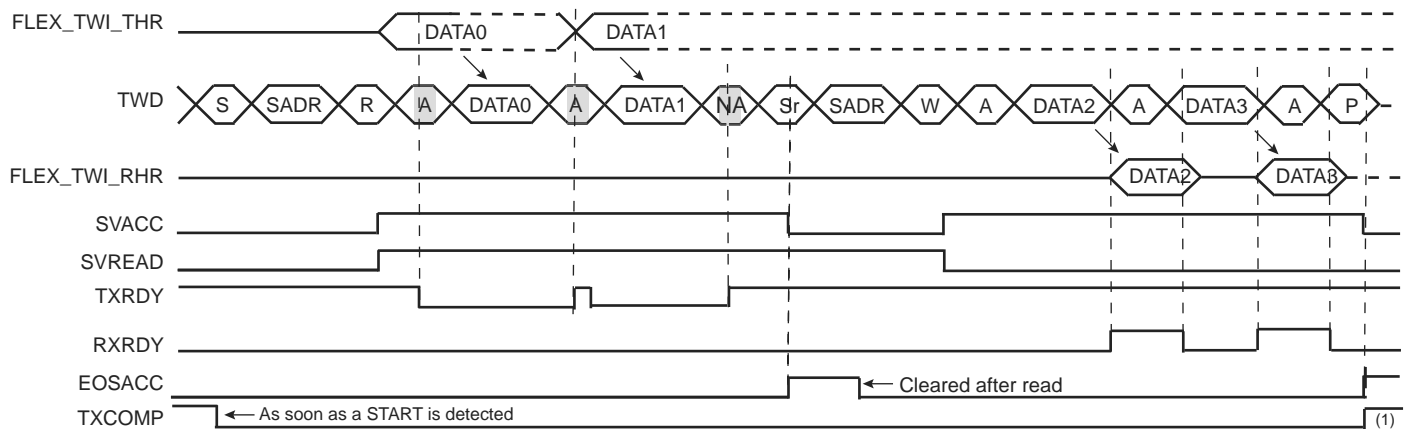 FLEX_TWI_THR DATA0 DATA1
TWD S SADR R A DATA0 A DATA1 NA Sr SADR W A DATA2 A DATA3 A P
FLEX_TWI_RHR DATA2 DATA3
SVACC
SVREAD
TXRDY
RXRDY
EOSACC Cleared after read
TXCOMP As soon as a START is detected (1)